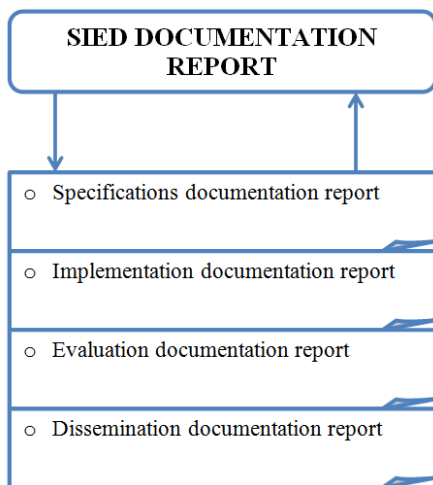 SIED DOCUMENTATION
REPORT
o Specifications documentation report
o Implementation documentation report
o Evaluation documentation report
o Dissemination documentation report